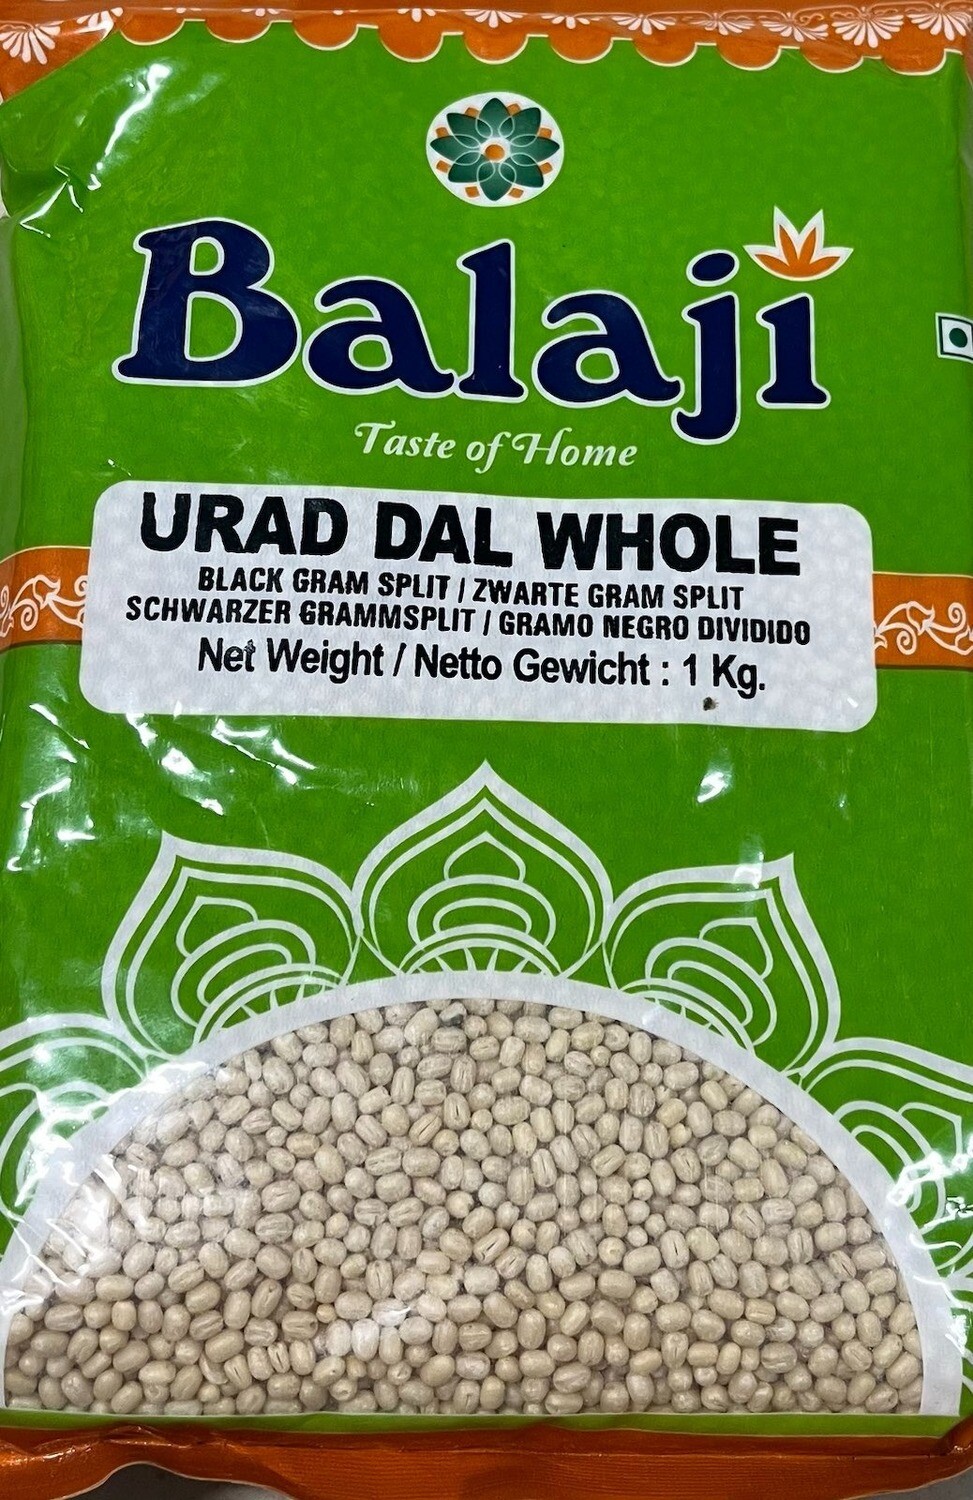 Balaji
Taste of Home
URAD DAL WHOLE
BLACK GRAM SPLIT / ZWARTE GRAM SPLIT
SCHWARZER GRAMMSPLIT / GRAMO NEGRO DIVIDIDO
Net Weight / Netto Gewicht : 1 Kg.